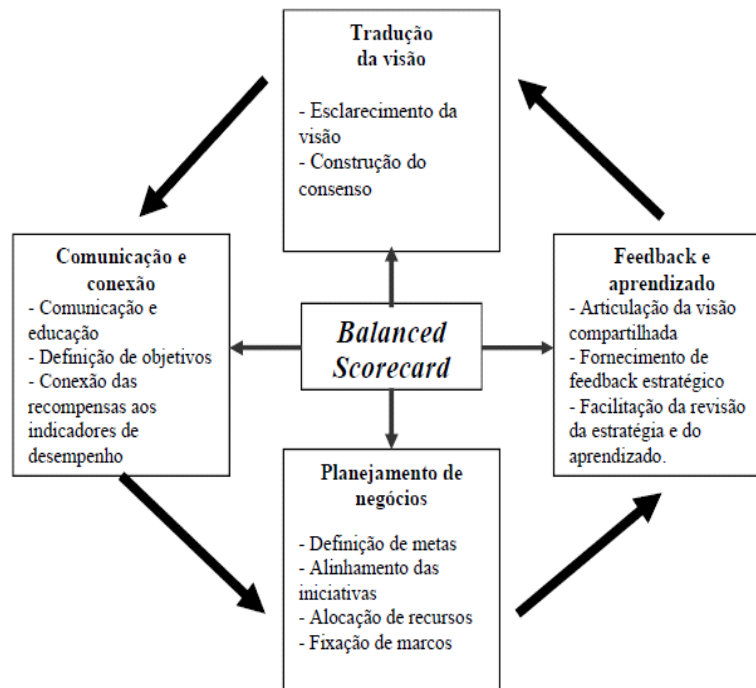 Tradução
da visão
- Esclarecimento da
visão
- Construção do
consenso
Comunicação e
conexão
- Comunicação e
educação
- Definição de objetivos
- Conexão das
recompensas aos
indicadores de
desempenho
Balanced
Scorecard
Feedback e
aprendizado
- Articulação da visão
compartilhada
- Fornecimento de
feedback estratégico
- Facilitação da revisão
da estratégia e do
aprendizado.
Planejamento de
negócios
- Definição de metas
- Alinhamento das
iniciativas
- Alocação de recursos
- Fixação de marcos